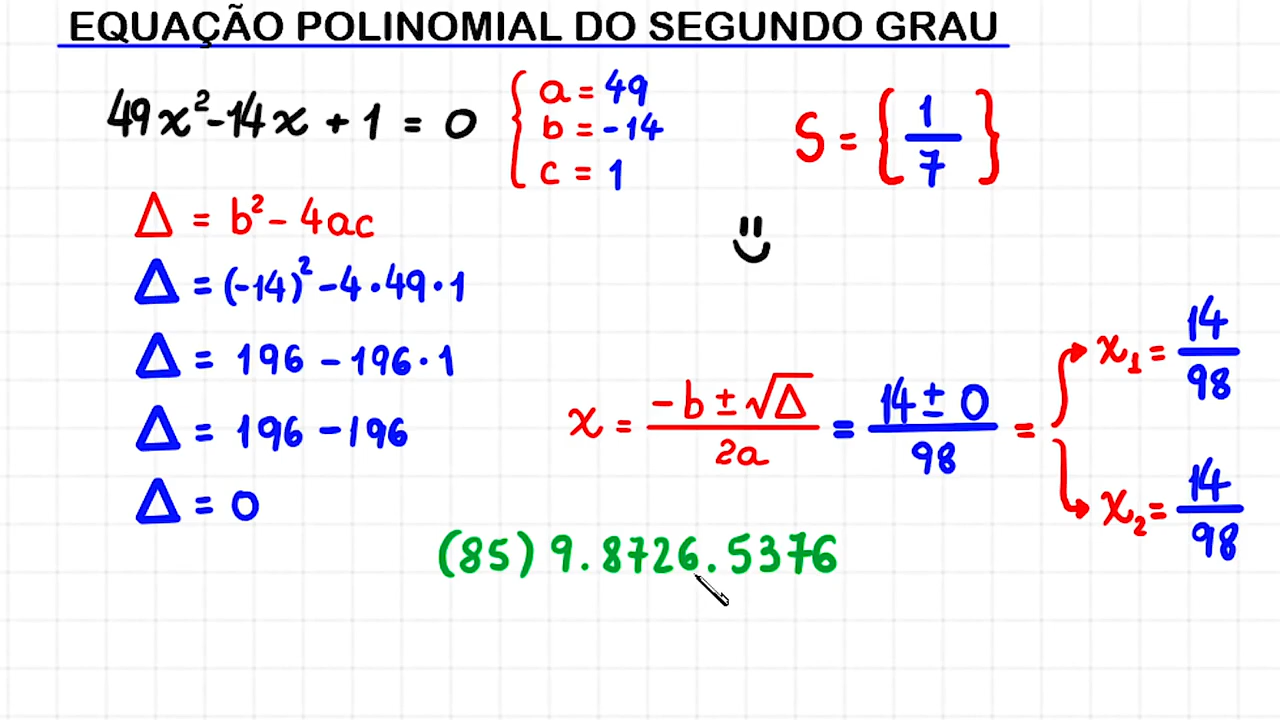 EQUAÇÃO POLINOMIAL DO SEGUNDO GRAU
49x² - 14x + 1 = 0
{ a = 49
b = -14
c = 1
S = { 1/7 }
Δ = b² - 4ac
Δ = (-14)² - 4 · 49 · 1
Δ = 196 - 196 · 1
Δ = 196 - 196
Δ = 0
x = (-b ± √Δ)/2a = (14 ± 0)/98 =
x₁ = 14/98
x₂ = 14/98
(85) 9.8726.5376